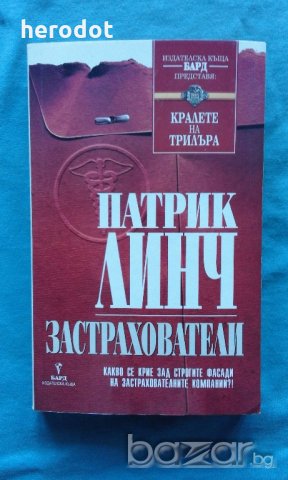 herodot
ИЗДАТЕЛСКА КЪЩА
БАРД
ПРЕДСТАВЯ:
КРАЛЕТЕ
НА
ТРИЛЪРА
ПАТРИК
ЛИНЧ
ЗАСТРАХОВАТЕЛИ
КАКВО СЕ КРИЕ ЗАД СТРОГИТЕ ФАСАДИ
НА ЗАСТРАХОВАТЕЛНИТЕ КОМПАНИИ?!
БАРД
ИЗДАТЕЛСКА КЪЩА
bazar.bg